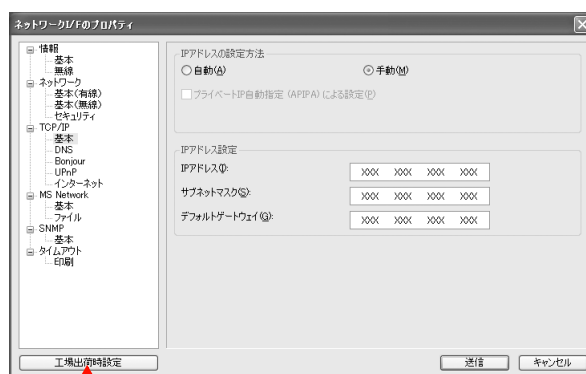 ネットワークI/Fのプロパティ
情報
基本
無線
ネットワーク
基本(有線)
基本(無線)
セキュリティ
TCP/IP
基本
DNS
Bonjour
UPnP
インターネット
MS Network
基本
ファイル
SNMP
基本
タイムアウト
印刷
IPアドレスの設定方法
自動(A) 手動(M)
プライベートIP自動指定 (APIPA) による設定(P)
IPアドレス設定
IPアドレス(I): XXX XXX XXX XXX
サブネットマスク(S): XXX XXX XXX XXX
デフォルトゲートウェイ(G): XXX XXX XXX XXX
工場出荷時設定 送信 キャンセル